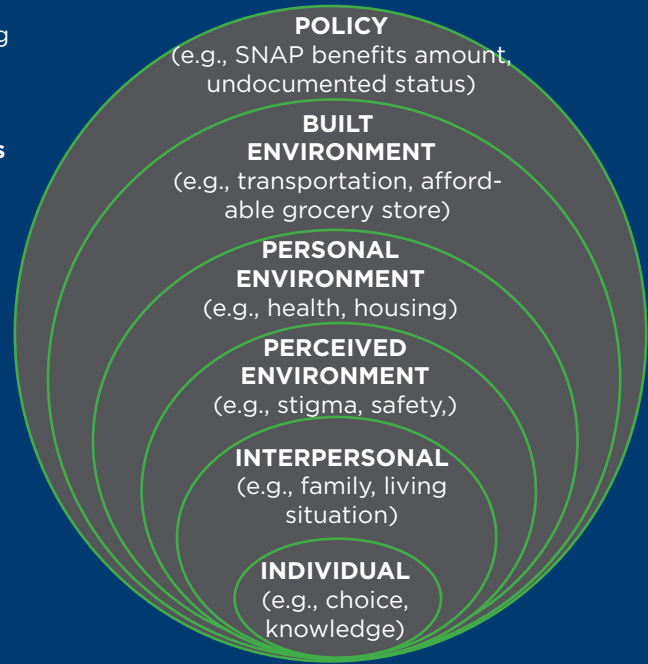 g
s
POLICY
(e.g., SNAP benefits amount,
undocumented status)
BUILT
ENVIRONMENT
(e.g., transportation, afford-
able grocery store)
PERSONAL
ENVIRONMENT
(e.g., health, housing)
PERCEIVED
ENVIRONMENT
(e.g., stigma, safety,)
INTERPERSONAL
(e.g., family, living
situation)
INDIVIDUAL
(e.g., choice,
knowledge)